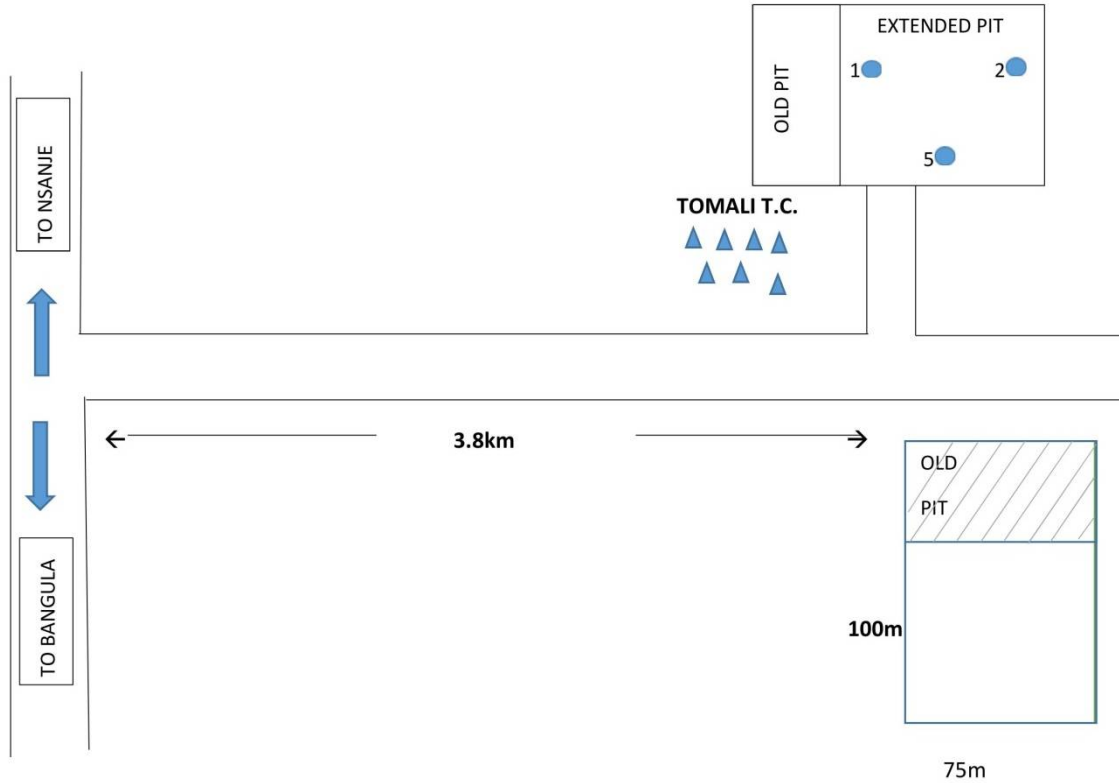 EXTENDED PIT
OLD PIT
1
2
5
TO NSANJE
TOMALI T.C.
3.8km
OLD
PIT
TO BANGULA
100m
75m